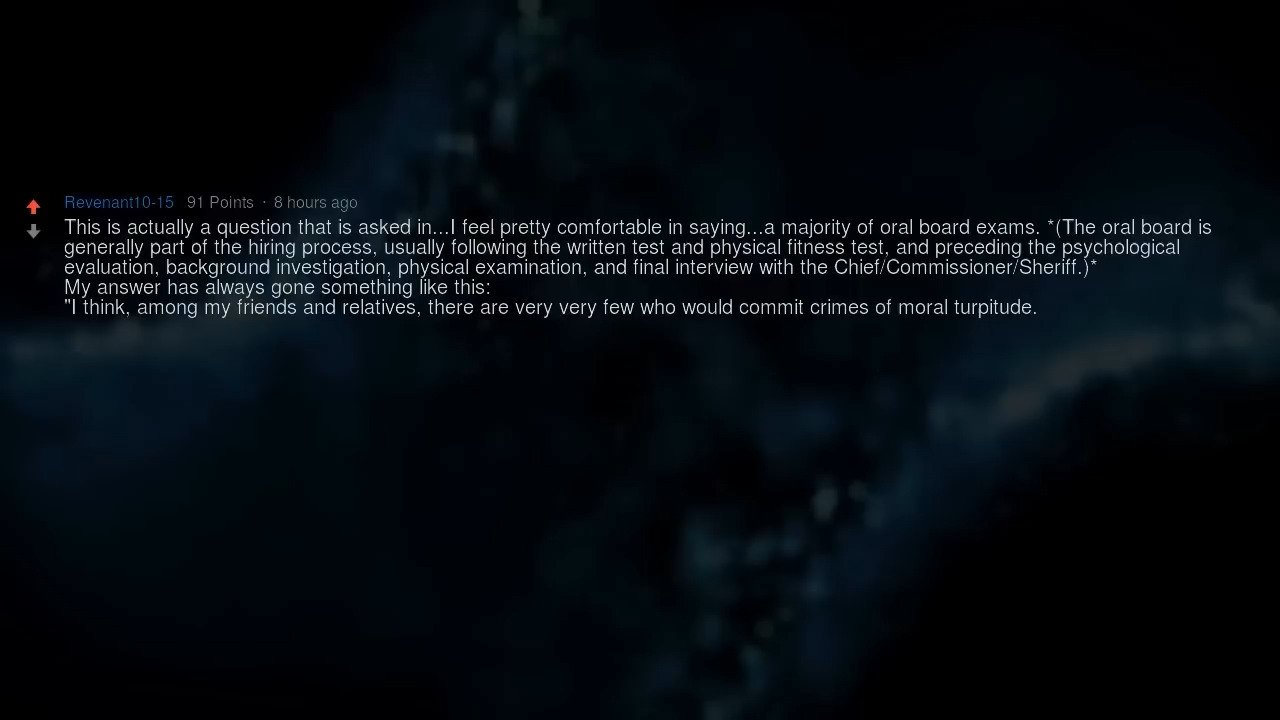 Revenant10-15 91 Points · 8 hours ago
This is actually a question that is asked in...I feel pretty comfortable in saying...a majority of oral board exams. *(The oral board is
generally part of the hiring process, usually following the written test and physical fitness test, and preceding the psychological
evaluation, background investigation, physical examination, and final interview with the Chief/Commissioner/Sheriff.)*
My answer has always gone something like this:
"I think, among my friends and relatives, there are very very few who would commit crimes of moral turpitude.